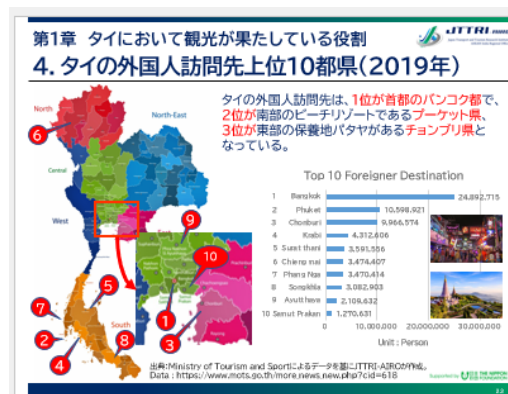 第1章 タイにおいて観光が果たしている役割
JTTRI-AIRO
4. タイの外国人訪問先上位10都県(2019年)
タイの外国人訪問先は、1位が首都のバンコク都で、
2位が南部のビーチリゾートであるプーケット県、
3位が東部の保養地パタヤがあるチョンブリ県と
なっている。
North
North-East
Central
West
South
6
9
10
5
7
1
3
2
4
8
Top 10 Foreigner Destination
1 Bangkok 24,892,715
2 Phuket 10,598,921
3 Chonburi 9,966,574
4 Krabi 4,312,606
5 Surat thani 3,591,556
6 Chieng mai 3,474,407
7 Phang Nga 3,470,414
8 Songkhla 3,082,903
9 Ayutthaya 2,109,632
10 Samut Prakan 1,270,631
0 10,000,000 20,000,000 30,000,000
Unit : Person
出典:Ministry of Tourism and Sportによるデータを基にJTTRI-AIROが作成。
Data : https://www.mots.go.th/more_news_new.php?cid=618
Supported by THE NIPPON FOUNDATION